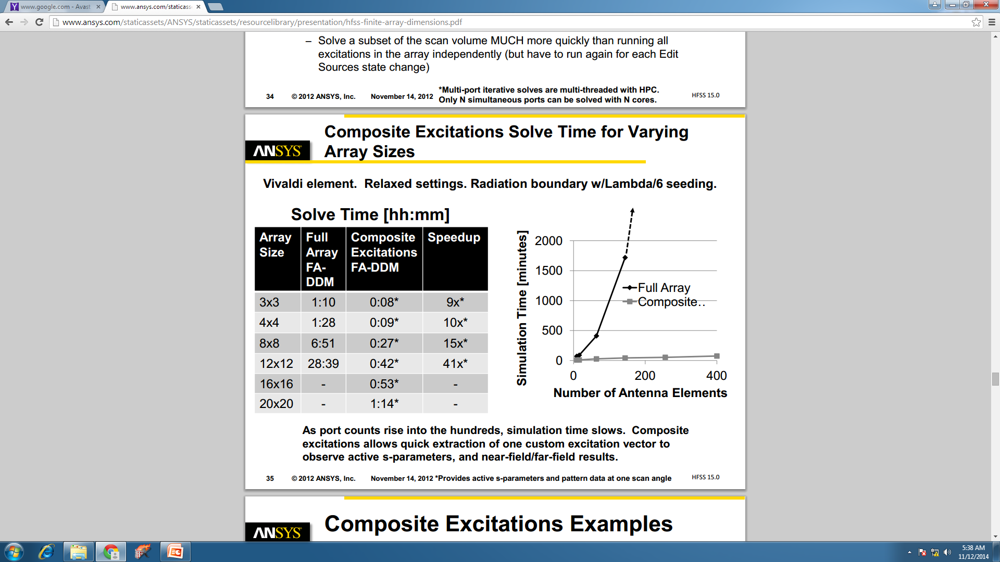 www.google.com - Avast
www.ansys.com/staticass
www.ansys.com/staticassets/ANSYS/staticassets/resourcelibrary/presentation/hfss-finite-array-dimensions.pdf
– Solve a subset of the scan volume MUCH more quickly than running all
excitations in the array independently (but have to run again for each Edit
Sources state change)
*Multi-port iterative solves are multi-threaded with HPC.
Only N simultaneous ports can be solved with N cores.
34 © 2012 ANSYS, Inc. November 14, 2012 HFSS 15.0
ANSYS
Composite Excitations Solve Time for Varying
Array Sizes
Vivaldi element. Relaxed settings. Radiation boundary w/Lambda/6 seeding.
Solve Time [hh:mm]
Array Size Full Array FA-DDM Composite Excitations FA-DDM Speedup
3x3 1:10 0:08* 9x*
4x4 1:28 0:09* 10x*
8x8 6:51 0:27* 15x*
12x12 28:39 0:42* 41x*
16x16 - 0:53* -
20x20 - 1:14* -
Simulation Time [minutes]
2000
1500
1000
500
0
Full Array
Composite..
0 200 400
Number of Antenna Elements
As port counts rise into the hundreds, simulation time slows. Composite
excitations allows quick extraction of one custom excitation vector to
observe active s-parameters, and near-field/far-field results.
35 © 2012 ANSYS, Inc. November 14, 2012 *Provides active s-parameters and pattern data at one scan angle HFSS 15.0
ANSYS
Composite Excitations Examples
5:38 AM
11/12/2014